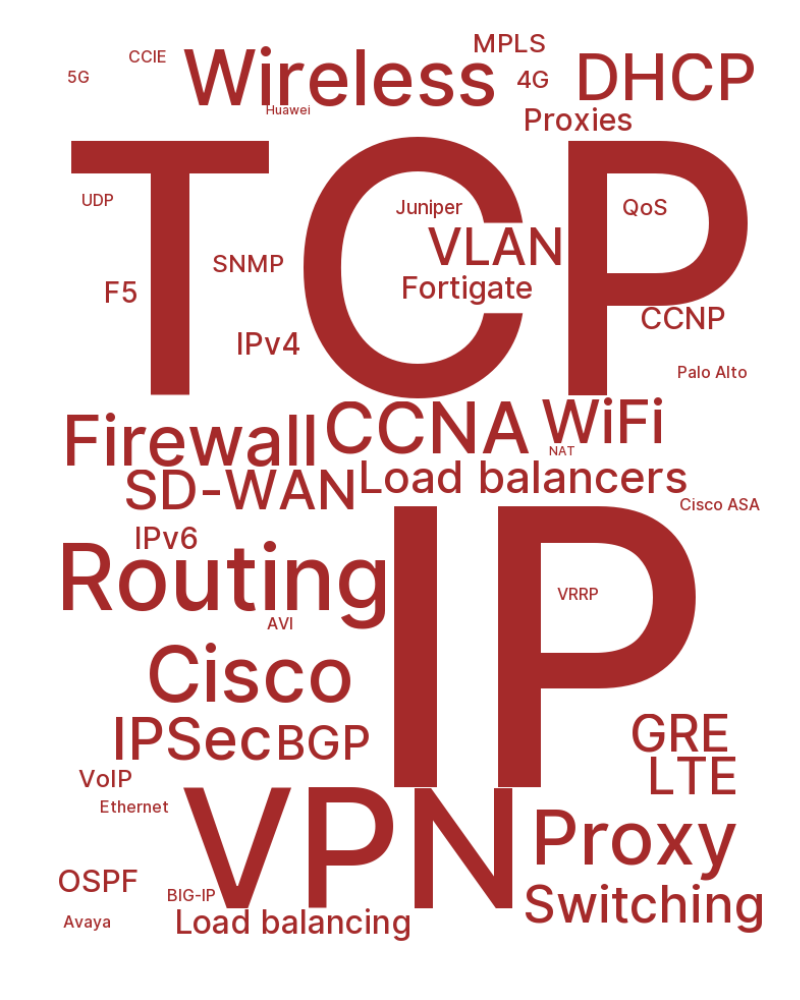 MPLS
CCIE
Wireless
5G
4G
DHCP
Huawei
Proxies
TCP
UDP
Juniper
QoS
VLAN
SNMP
F5
Fortigate
CCNP
IPv4
Palo Alto
Firewall
CCNA
WiFi
NAT
SD-WAN
Load balancers
Cisco ASA
IP
IPv6
Routing
VRRP
AVI
Cisco
IPSec
BGP
GRE
LTE
VoIP
Ethernet
VPN
Proxy
OSPF
BIG-IP
Switching
Avaya
Load balancing